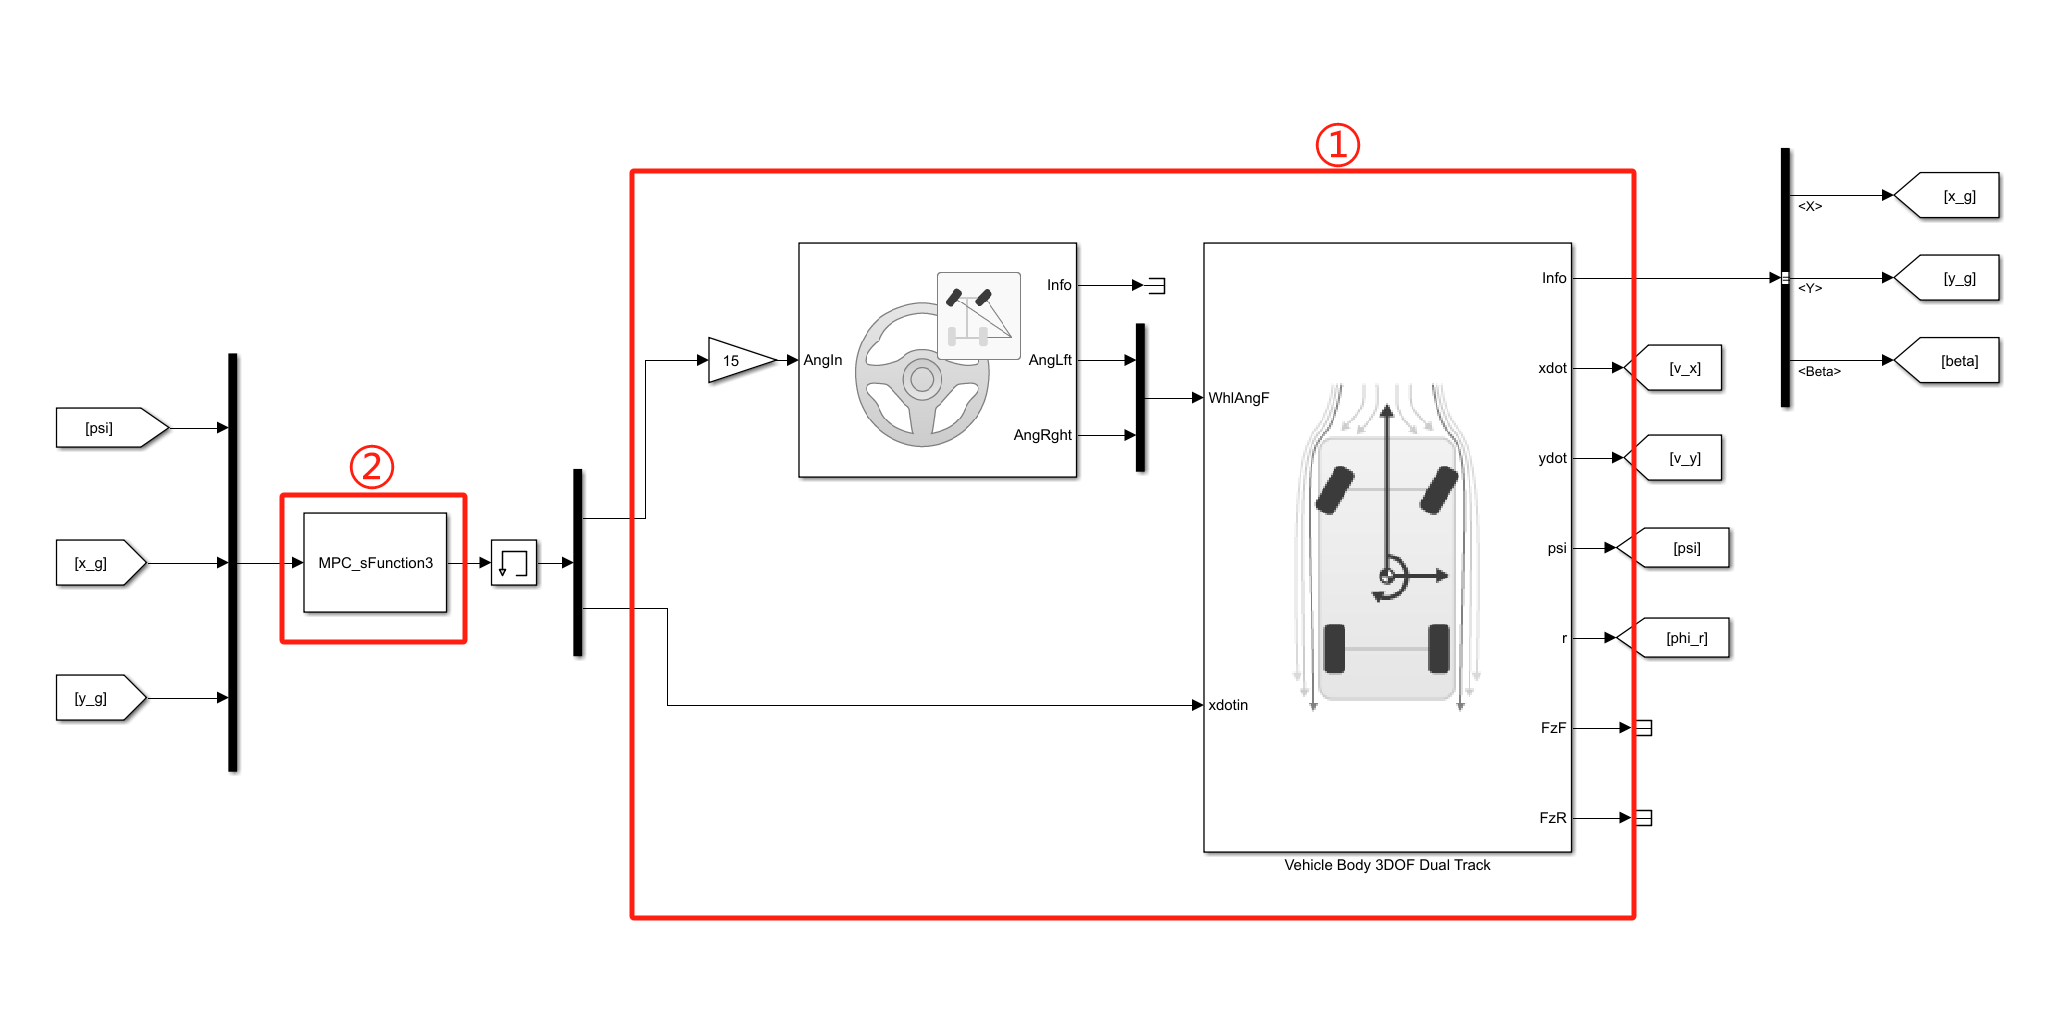 ①
②
[psi]
[x_g]
[y_g]
MPC_sFunction3
15
AngIn
Info
AngLft
AngRght
WhlAngF
xdotin
Info
xdot
ydot
psi
r
FzF
FzR
Vehicle Body 3DOF Dual Track
[v_x]
[v_y]
[psi]
[phi_r]
<X>
<Y>
<Beta>
[x_g]
[y_g]
[beta]